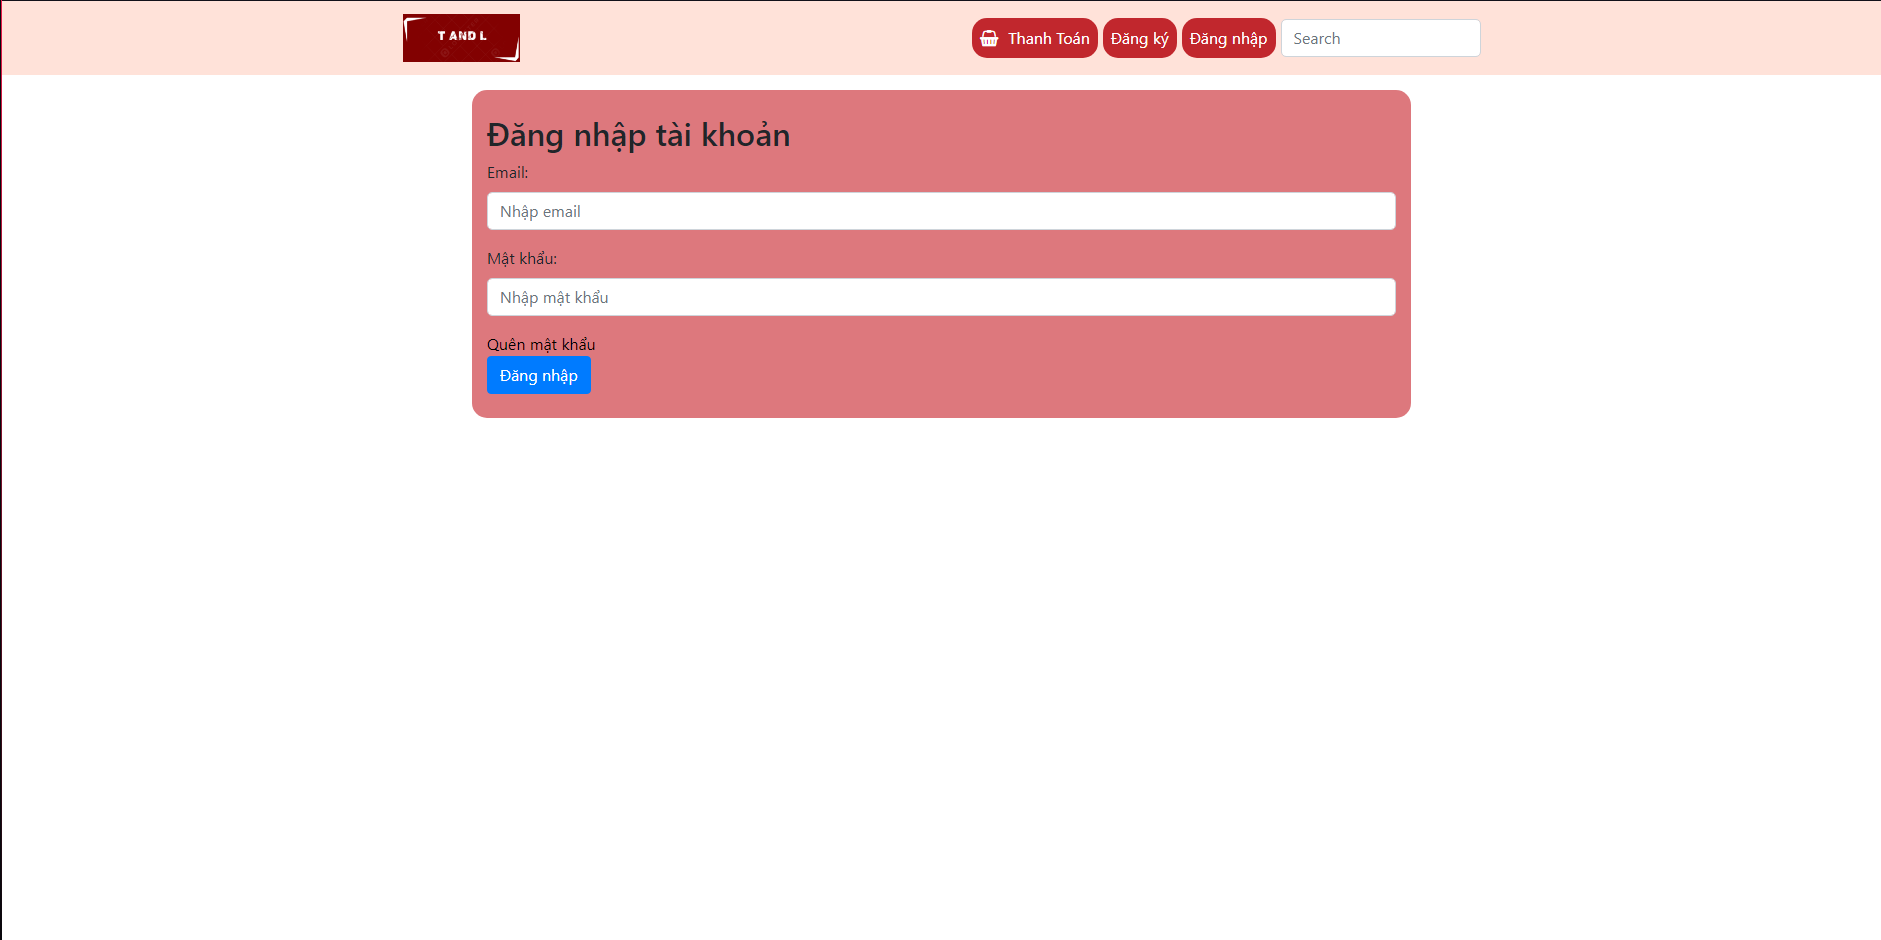 T AND L
Thanh Toán Đăng ký Đăng nhập Search
Đăng nhập tài khoản
Email:
Nhập email
Mật khẩu:
Nhập mật khẩu
Quên mật khẩu
Đăng nhập